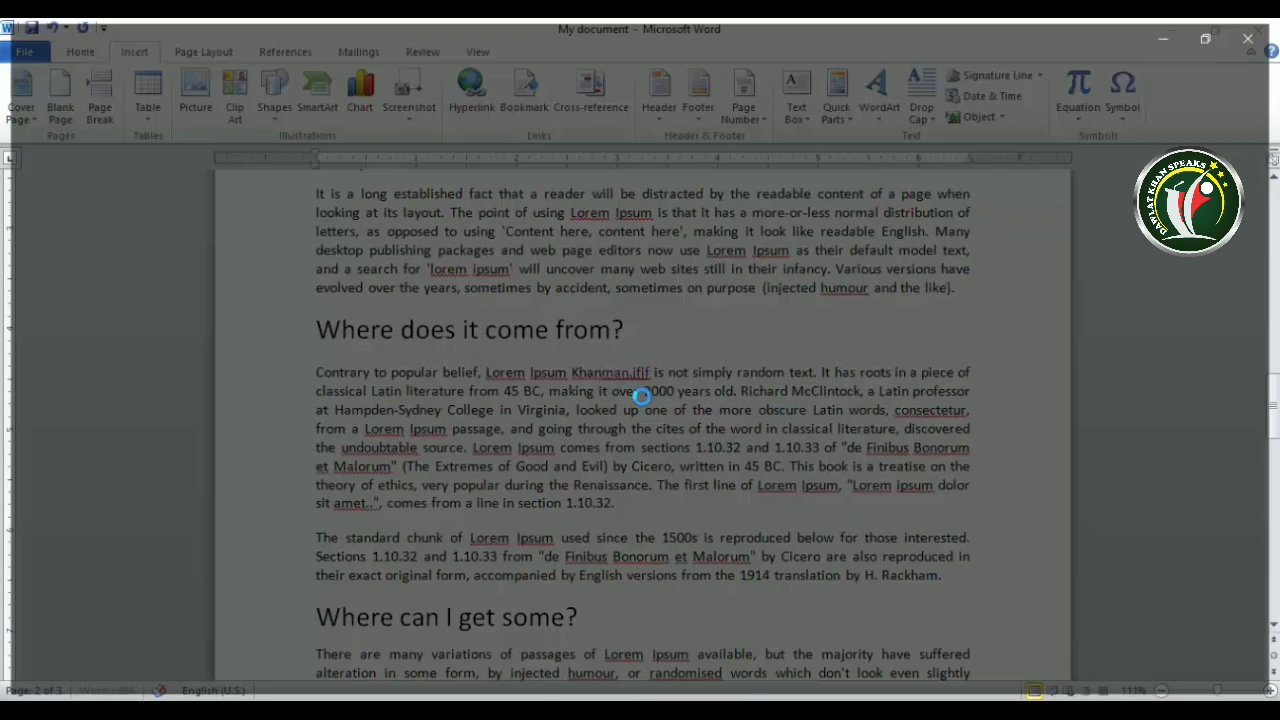 My document - Microsoft Word
File Home Insert Page Layout References Mailings Review View
Cover Page Blank Page Page Break Table Picture Clip Art Shapes SmartArt Chart Screenshot Hyperlink Bookmark Cross-reference Header Footer Page Number Text Box Quick Parts WordArt Drop Cap Signature Line Date & Time Object Equation Symbol
Pages Tables Illustrations Links Header & Footer Text Symbols
DAWLAT KHAN SPEAKS
It is a long established fact that a reader will be distracted by the readable content of a page when
looking at its layout. The point of using Lorem Ipsum is that it has a more-or-less normal distribution of
letters, as opposed to using 'Content here, content here', making it look like readable English. Many
desktop publishing packages and web page editors now use Lorem Ipsum as their default model text,
and a search for 'lorem ipsum' will uncover many web sites still in their infancy. Various versions have
evolved over the years, sometimes by accident, sometimes on purpose (injected humour and the like).
Where does it come from?
Contrary to popular belief, Lorem Ipsum Khanman.jfif is not simply random text. It has roots in a piece of
classical Latin literature from 45 BC, making it over 2000 years old. Richard McClintock, a Latin professor
at Hampden-Sydney College in Virginia, looked up one of the more obscure Latin words, consectetur,
from a Lorem Ipsum passage, and going through the cites of the word in classical literature, discovered
the undoubtable source. Lorem Ipsum comes from sections 1.10.32 and 1.10.33 of "de Finibus Bonorum
et Malorum" (The Extremes of Good and Evil) by Cicero, written in 45 BC. This book is a treatise on the
theory of ethics, very popular during the Renaissance. The first line of Lorem Ipsum, "Lorem ipsum dolor
sit amet..", comes from a line in section 1.10.32.
The standard chunk of Lorem Ipsum used since the 1500s is reproduced below for those interested.
Sections 1.10.32 and 1.10.33 from "de Finibus Bonorum et Malorum" by Cicero are also reproduced in
their exact original form, accompanied by English versions from the 1914 translation by H. Rackham.
Where can I get some?
There are many variations of passages of Lorem Ipsum available, but the majority have suffered
alteration in some form, by injected humour, or randomised words which don't look even slightly
Page: 2 of 3 English (U.S.) 111%